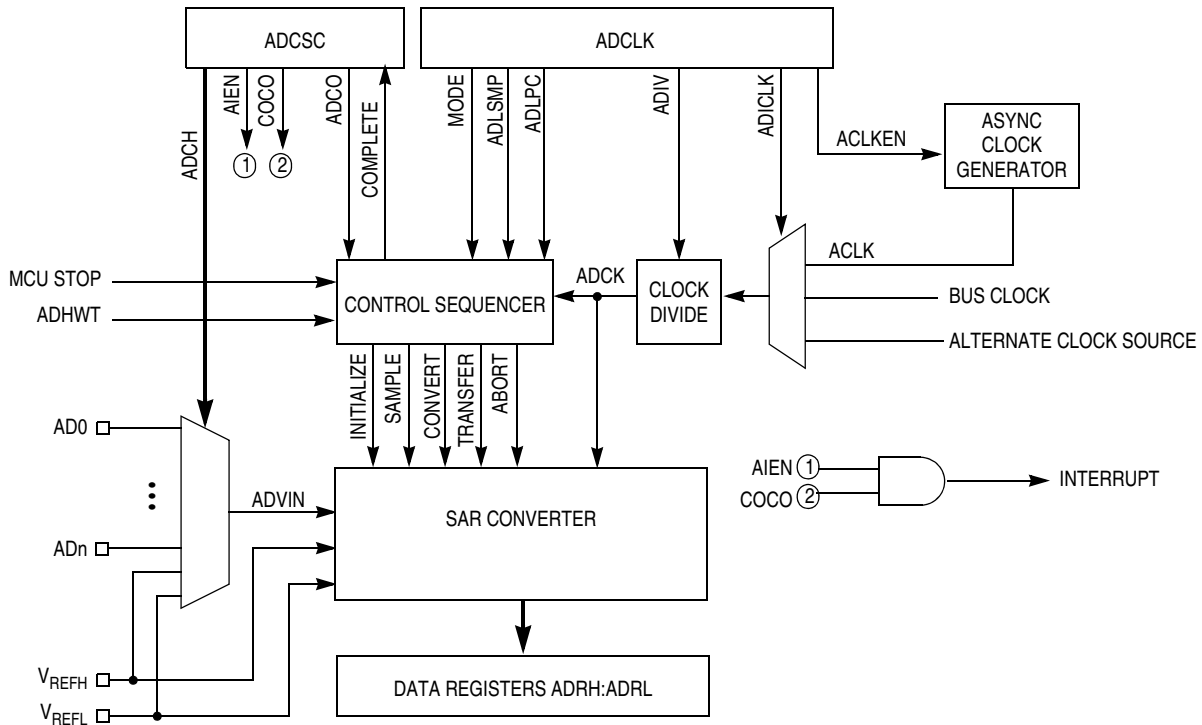 ADCSC
ADCLK
ADCH
AIEN
COCO
ADCO
COMPLETE
MODE
ADLSMP
ADLPC
ADIV
ADICLK
ACLKEN
ASYNC
CLOCK
GENERATOR
1
2
ACLK
MCU STOP
ADHWT
CONTROL SEQUENCER
ADCK
CLOCK
DIVIDE
BUS CLOCK
ALTERNATE CLOCK SOURCE
INITIALIZE
SAMPLE
CONVERT
TRANSFER
ABORT
AD0
ADn
ADVIN
SAR CONVERTER
AIEN 1
COCO 2
INTERRUPT
VREFH
VREFL
DATA REGISTERS ADRH:ADRL